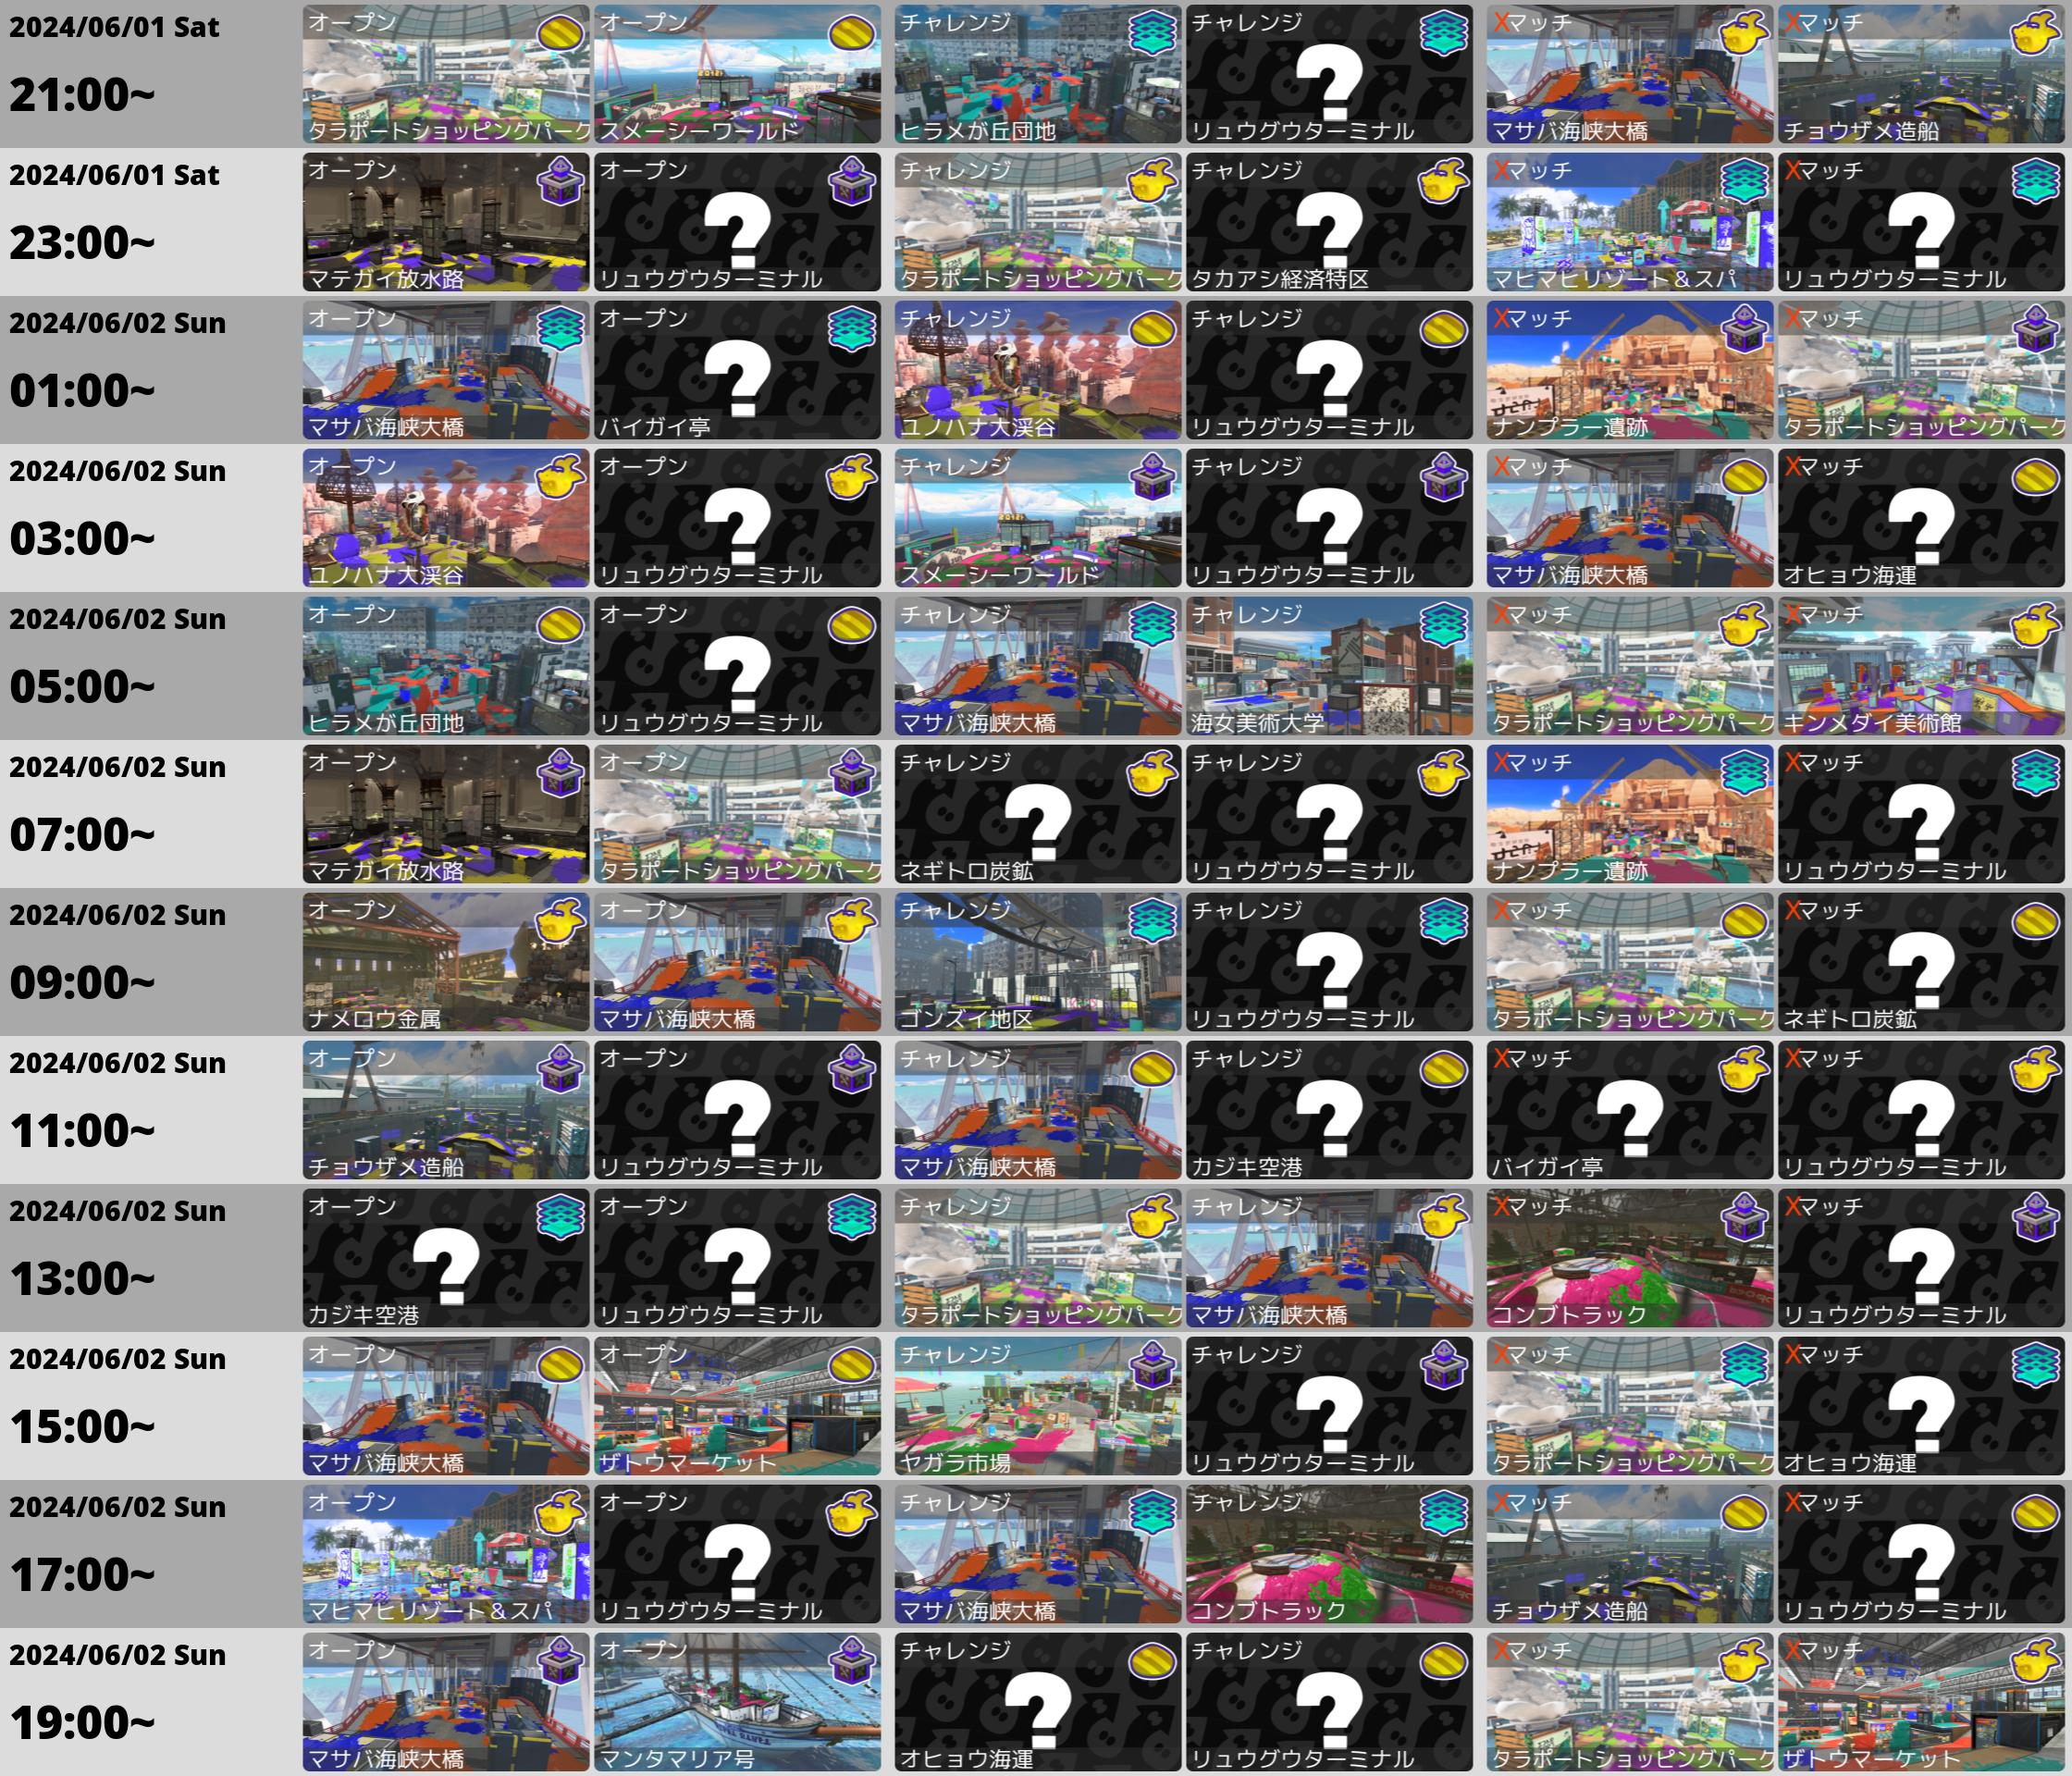 2024/06/01 Sat
21:00~
オープン
タラポートショッピングパーク
オープン
スメーシーワールド
チャレンジ
ヒラメが丘団地
チャレンジ
?
リュウグウターミナル
Xマッチ
マサバ海峡大橋
Xマッチ
チョウザメ造船
2024/06/01 Sat
23:00~
オープン
マテガイ放水路
オープン
?
リュウグウターミナル
チャレンジ
タラポートショッピングパーク
チャレンジ
?
タカアシ経済特区
Xマッチ
マヒマヒリゾート&スパ
Xマッチ
?
リュウグウターミナル
2024/06/02 Sun
01:00~
オープン
マサバ海峡大橋
オープン
?
バイガイ亭
チャレンジ
ユノハナ大渓谷
チャレンジ
?
リュウグウターミナル
Xマッチ
ナンプラー遺跡
Xマッチ
タラポートショッピングパーク
2024/06/02 Sun
03:00~
オープン
ユノハナ大渓谷
オープン
?
リュウグウターミナル
チャレンジ
スメーシーワールド
チャレンジ
?
リュウグウターミナル
Xマッチ
マサバ海峡大橋
Xマッチ
?
オヒョウ海運
2024/06/02 Sun
05:00~
オープン
ヒラメが丘団地
オープン
?
リュウグウターミナル
チャレンジ
マサバ海峡大橋
チャレンジ
海女美術大学
Xマッチ
タラポートショッピングパーク
Xマッチ
キンメダイ美術館
2024/06/02 Sun
07:00~
オープン
マテガイ放水路
オープン
タラポートショッピングパーク
チャレンジ
?
ネギトロ炭鉱
チャレンジ
?
リュウグウターミナル
Xマッチ
ナンプラー遺跡
Xマッチ
?
リュウグウターミナル
2024/06/02 Sun
09:00~
オープン
ナメロウ金属
オープン
マサバ海峡大橋
チャレンジ
ゴンズイ地区
チャレンジ
?
リュウグウターミナル
Xマッチ
タラポートショッピングパーク
Xマッチ
?
ネギトロ炭鉱
2024/06/02 Sun
11:00~
オープン
チョウザメ造船
オープン
?
リュウグウターミナル
チャレンジ
マサバ海峡大橋
チャレンジ
?
カジキ空港
Xマッチ
?
バイガイ亭
Xマッチ
?
リュウグウターミナル
2024/06/02 Sun
13:00~
オープン
?
カジキ空港
オープン
?
リュウグウターミナル
チャレンジ
タラポートショッピングパーク
チャレンジ
マサバ海峡大橋
Xマッチ
コンブトラック
Xマッチ
?
リュウグウターミナル
2024/06/02 Sun
15:00~
オープン
マサバ海峡大橋
オープン
ザトウマーケット
チャレンジ
ヤガラ市場
チャレンジ
?
リュウグウターミナル
Xマッチ
タラポートショッピングパーク
Xマッチ
?
オヒョウ海運
2024/06/02 Sun
17:00~
オープン
マヒマヒリゾート&スパ
オープン
?
リュウグウターミナル
チャレンジ
マサバ海峡大橋
チャレンジ
コンブトラック
Xマッチ
チョウザメ造船
Xマッチ
?
リュウグウターミナル
2024/06/02 Sun
19:00~
オープン
マサバ海峡大橋
オープン
マンタマリア号
チャレンジ
?
オヒョウ海運
チャレンジ
?
リュウグウターミナル
Xマッチ
タラポートショッピングパーク
Xマッチ
ザトウマーケット